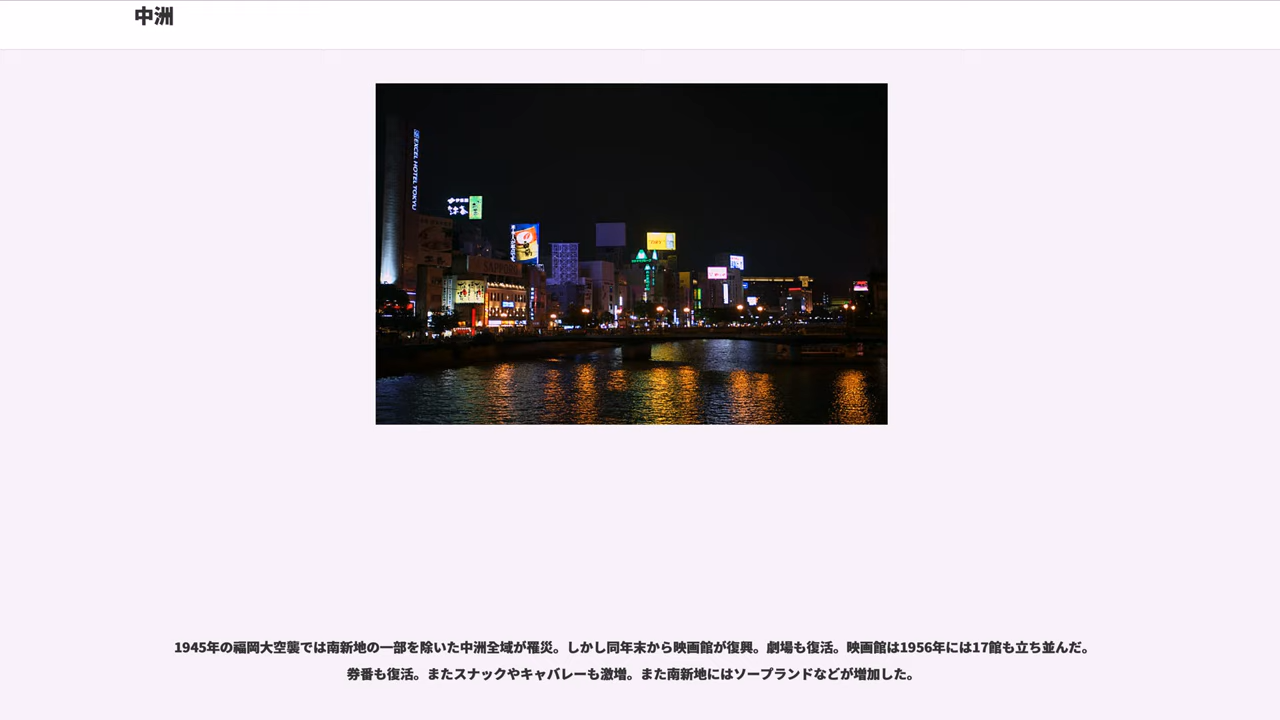 中洲
EXCEL HOTEL TOKYU
SAPPORO
1945年の福岡大空襲では南新地の一部を除いた中洲全域が罹災。しかし同年末から映画館が復興。劇場も復活。映画館は1956年には17館も立ち並んだ。
券番も復活。またスナックやキャバレーも激増。また南新地にはソープランドなどが増加した。